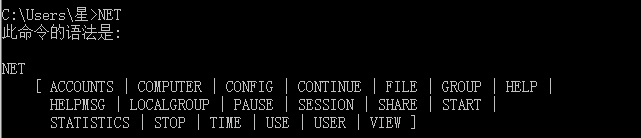 C:\Users\星>NET
此命令的语法是:
NET
[ ACCOUNTS | COMPUTER | CONFIG | CONTINUE | FILE | GROUP | HELP |
HELPMSG | LOCALGROUP | PAUSE | SESSION | SHARE | START |
STATISTICS | STOP | TIME | USE | USER | VIEW ]